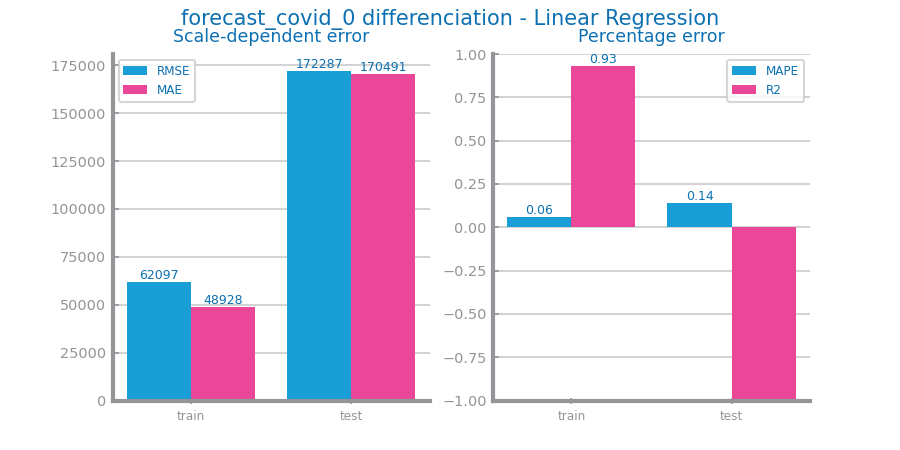 forecast_covid_0 differenciation - Linear Regression
Scale-dependent error
RMSE
MAE
175000
150000
125000
100000
75000
50000
25000
0
62097
48928
172287
170491
train
test
Percentage error
MAPE
R2
1.00
0.75
0.50
0.25
0.00
−0.25
−0.50
−0.75
−1.00
0.06
0.93
0.14
train
test